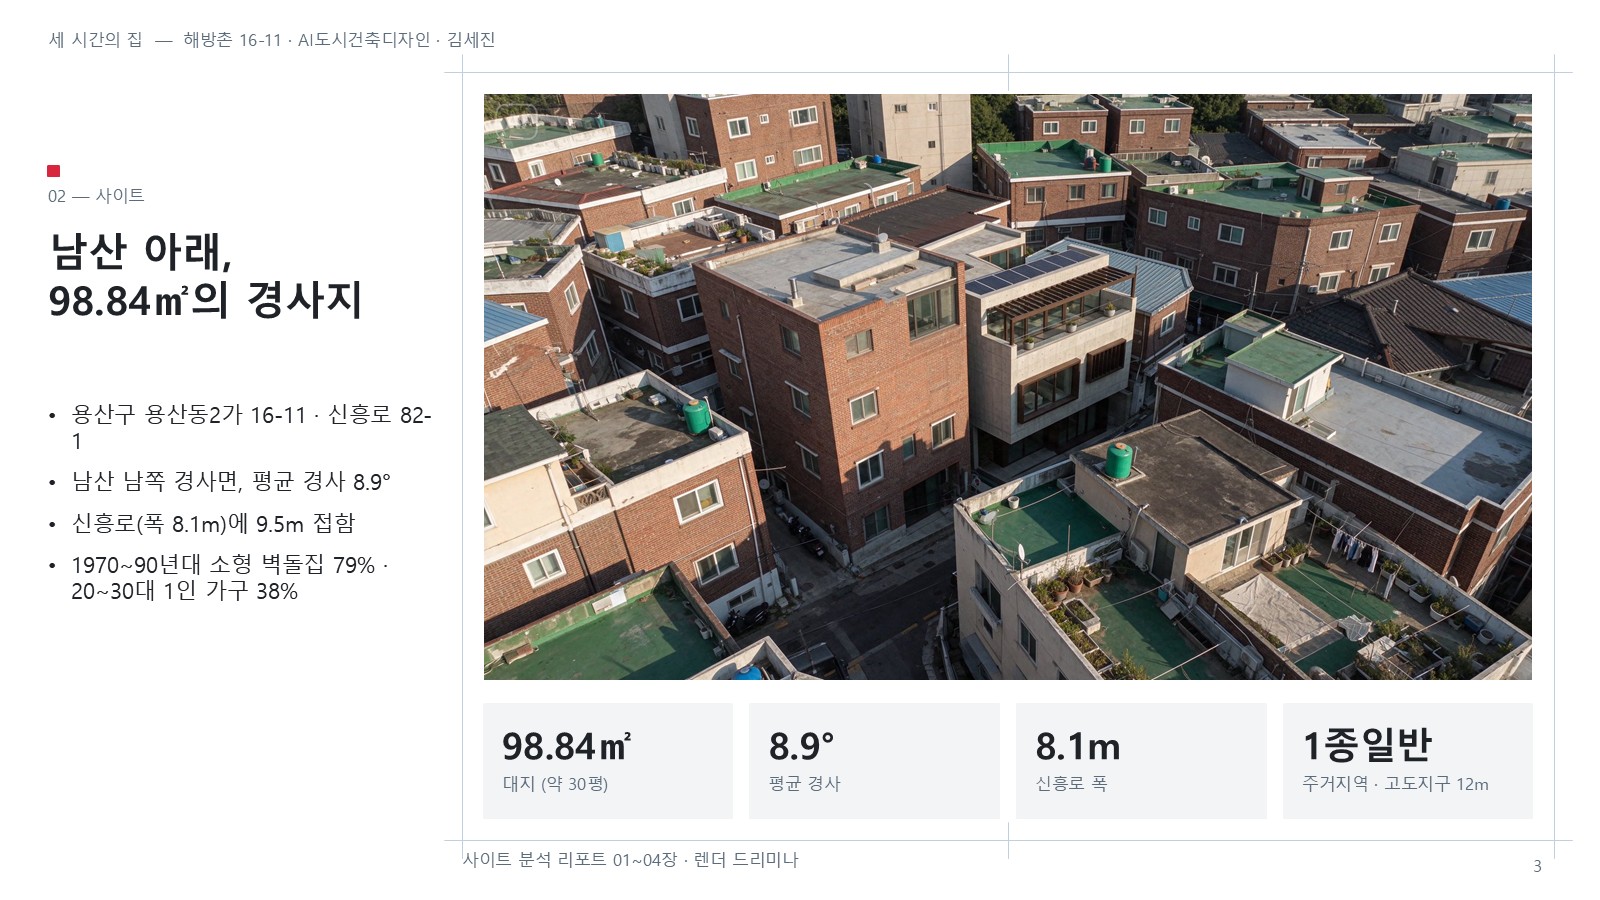 세 시간의 집 — 해방촌 16-11 · AI도시건축디자인 · 김세진
02 — 사이트
남산 아래,
98.84㎡의 경사지
• 용산구 용산동2가 16-11 · 신흥로 82-
1
• 남산 남쪽 경사면, 평균 경사 8.9°
• 신흥로(폭 8.1m)에 9.5m 접함
• 1970~90년대 소형 벽돌집 79% ·
20~30대 1인 가구 38%
98.84㎡
대지 (약 30평)
8.9°
평균 경사
8.1m
신흥로 폭
1종일반
주거지역 · 고도지구 12m
사이트 분석 리포트 01~04장 · 렌더 드리미나
3